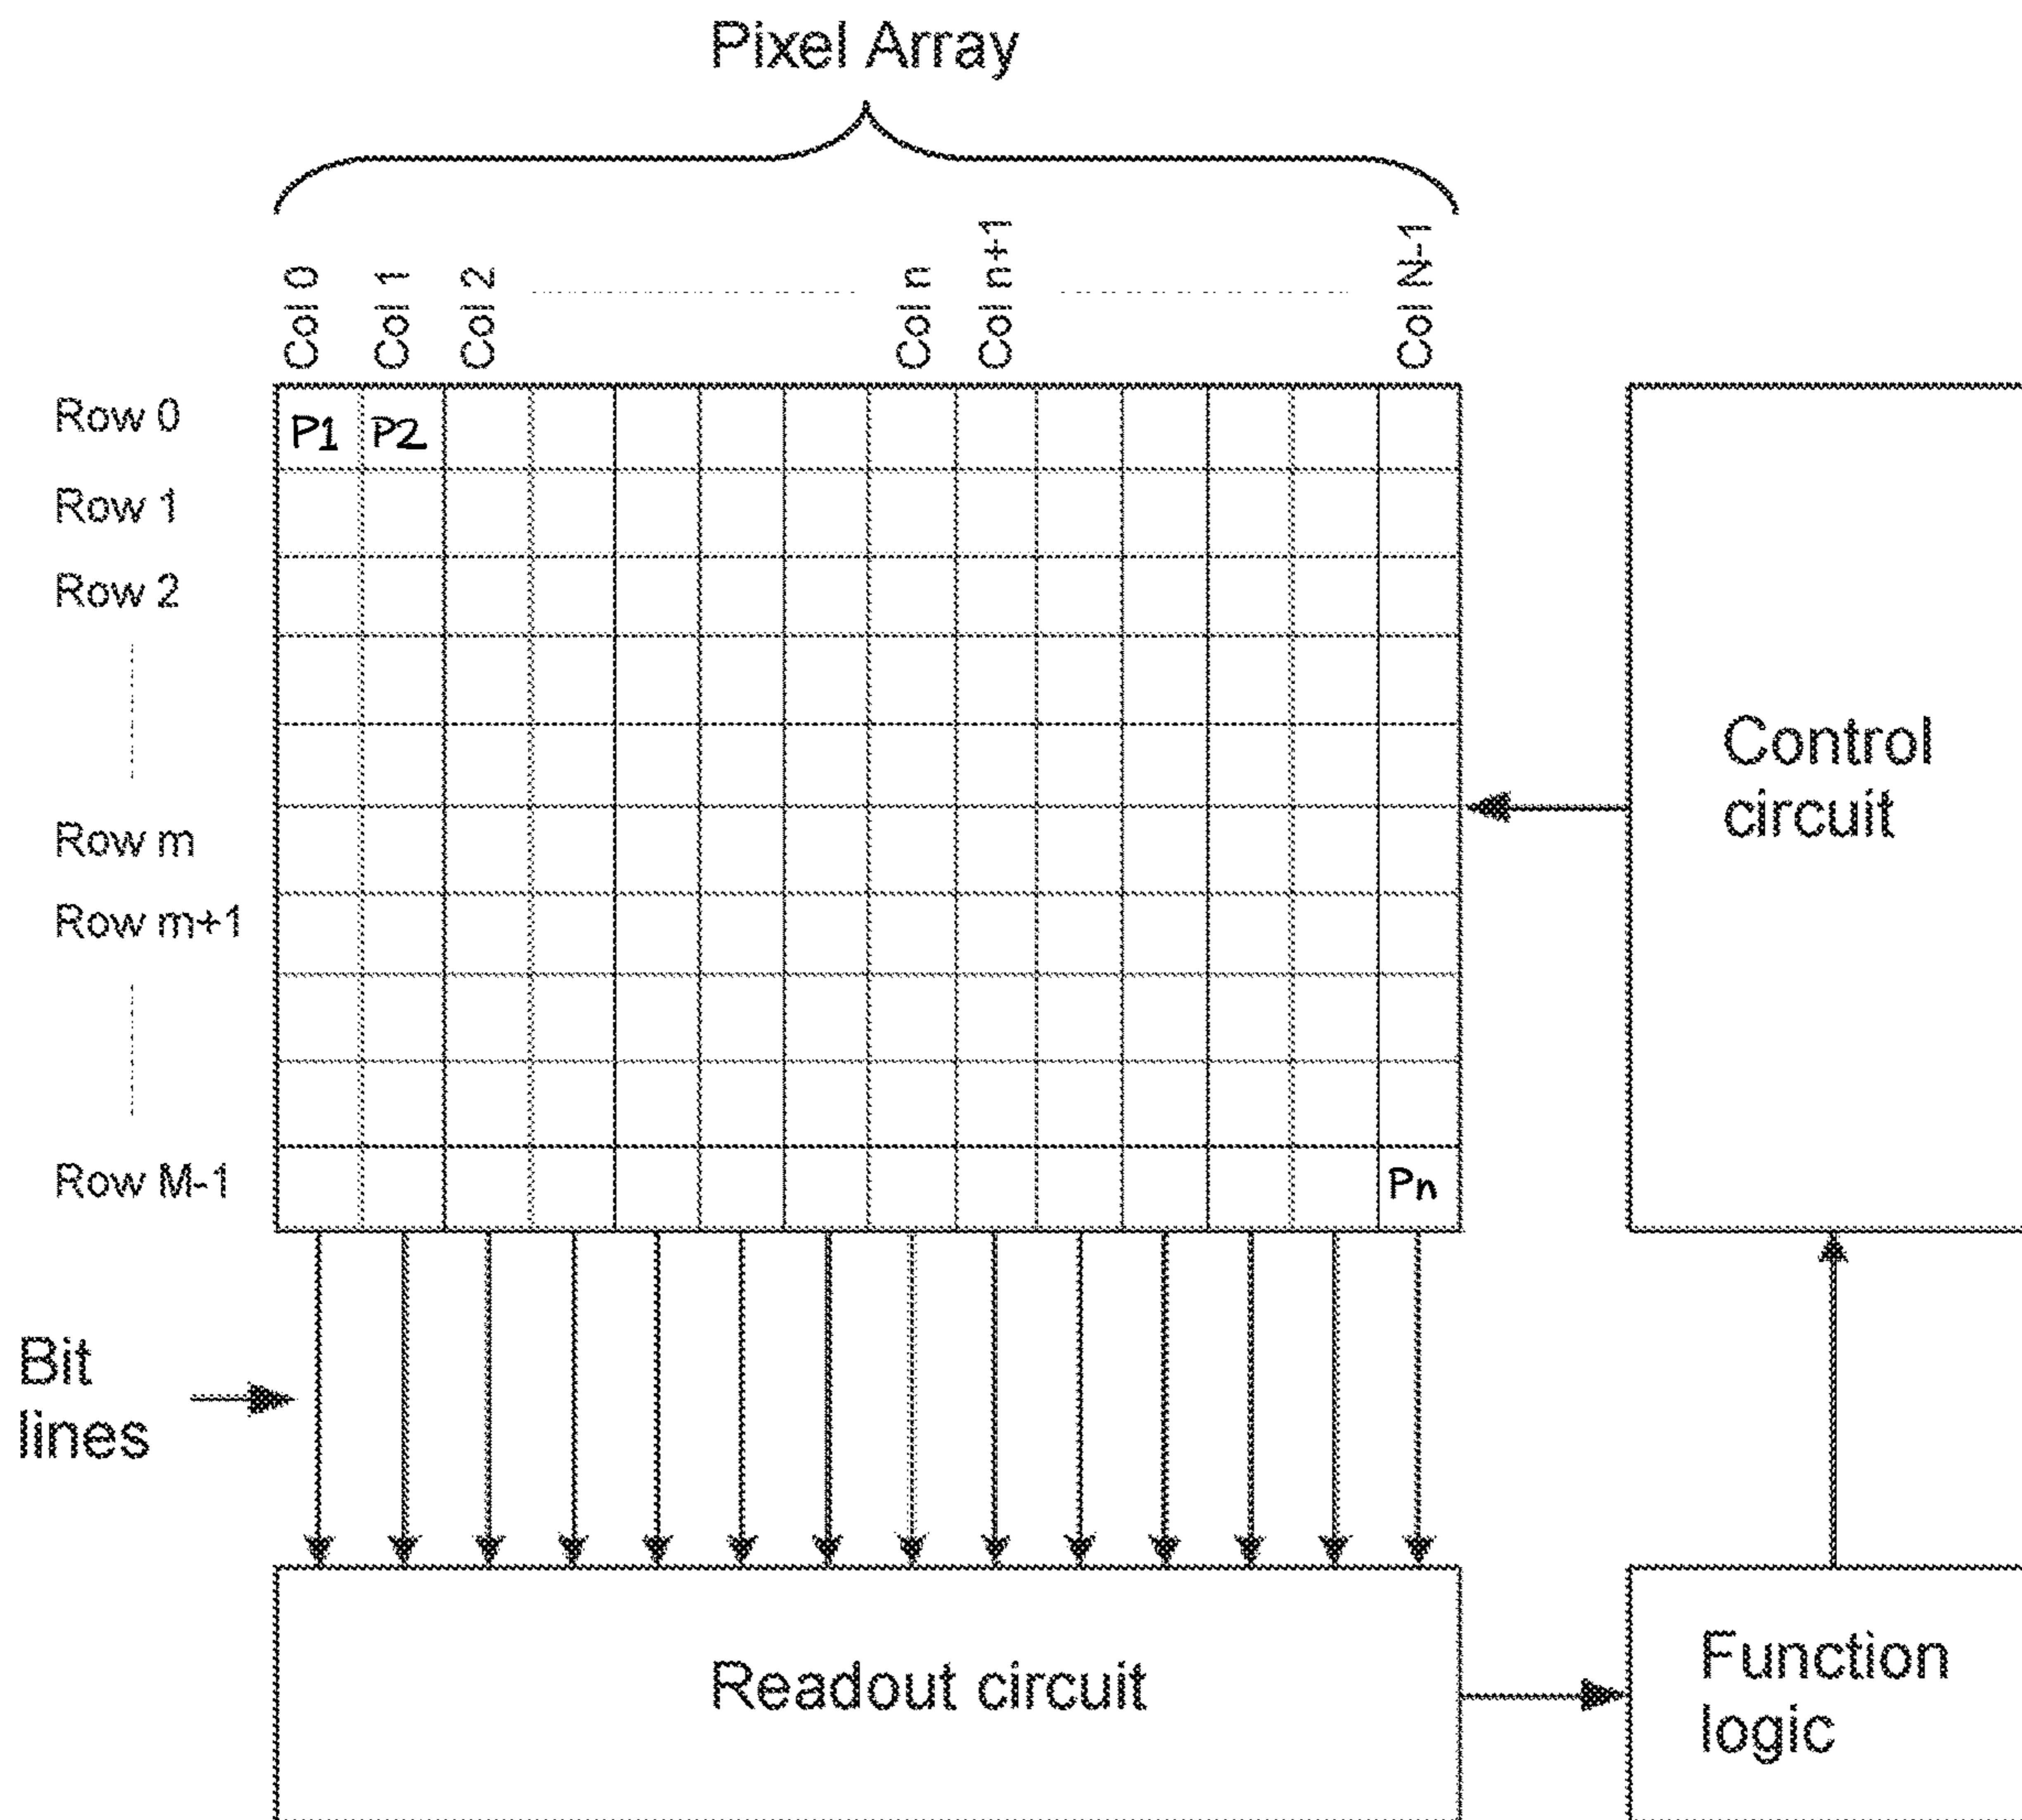 Pixel Array
Col 0
Col 1
Col 2
Col n
Col n+1
Col N-1
Row 0
P1 P2
Row 1
Row 2
Row m
Row m+1
Row M-1
Pn
Control
circuit
Bit
lines
Readout circuit
Function
logic